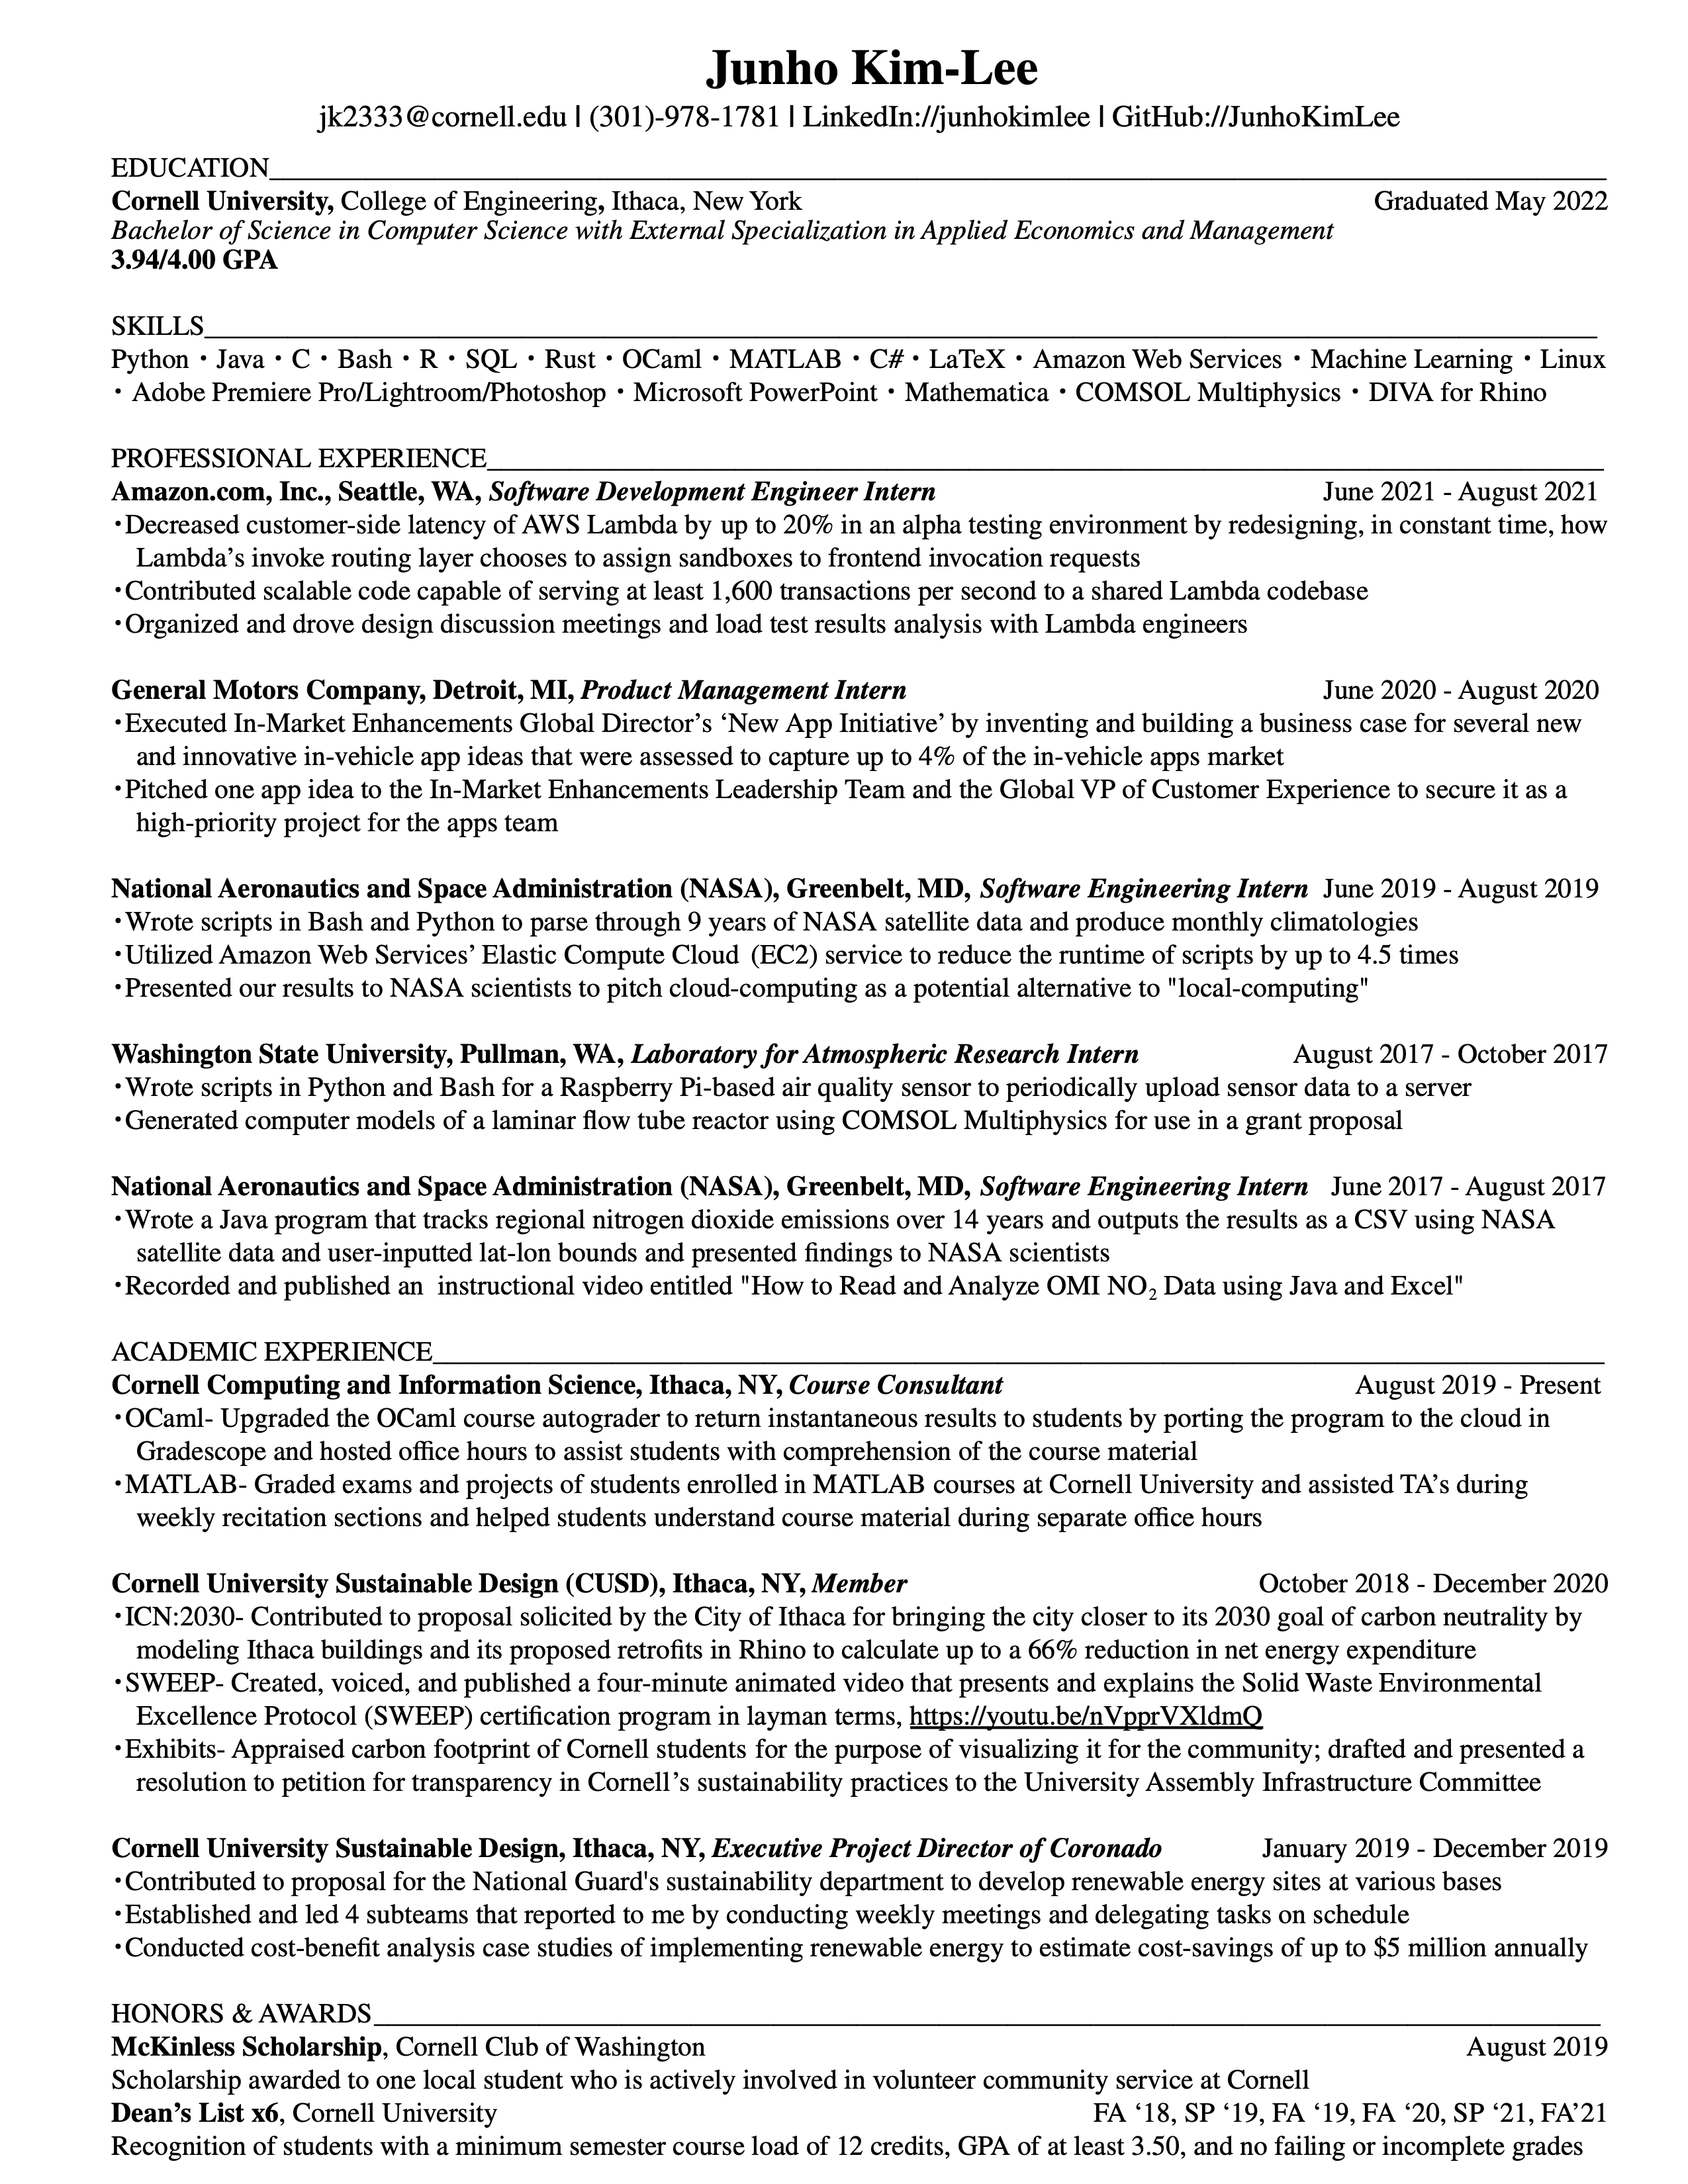 Junho Kim-Lee
jk2333@cornell.edu | (301)-978-1781 | LinkedIn://junhokimlee | GitHub://JunhoKimLee
EDUCATION
Cornell University, College of Engineering, Ithaca, New York Graduated May 2022
Bachelor of Science in Computer Science with External Specialization in Applied Economics and Management
3.94/4.00 GPA
SKILLS
Python • Java • C • Bash • R • SQL • Rust • OCaml • MATLAB • C# • LaTeX • Amazon Web Services • Machine Learning • Linux
• Adobe Premiere Pro/Lightroom/Photoshop • Microsoft PowerPoint • Mathematica • COMSOL Multiphysics • DIVA for Rhino
PROFESSIONAL EXPERIENCE
Amazon.com, Inc., Seattle, WA, Software Development Engineer Intern June 2021 - August 2021
•Decreased customer-side latency of AWS Lambda by up to 20% in an alpha testing environment by redesigning, in constant time, how
Lambda’s invoke routing layer chooses to assign sandboxes to frontend invocation requests
•Contributed scalable code capable of serving at least 1,600 transactions per second to a shared Lambda codebase
•Organized and drove design discussion meetings and load test results analysis with Lambda engineers
General Motors Company, Detroit, MI, Product Management Intern June 2020 - August 2020
•Executed In-Market Enhancements Global Director’s ‘New App Initiative’ by inventing and building a business case for several new
and innovative in-vehicle app ideas that were assessed to capture up to 4% of the in-vehicle apps market
•Pitched one app idea to the In-Market Enhancements Leadership Team and the Global VP of Customer Experience to secure it as a
high-priority project for the apps team
National Aeronautics and Space Administration (NASA), Greenbelt, MD, Software Engineering Intern June 2019 - August 2019
•Wrote scripts in Bash and Python to parse through 9 years of NASA satellite data and produce monthly climatologies
•Utilized Amazon Web Services’ Elastic Compute Cloud (EC2) service to reduce the runtime of scripts by up to 4.5 times
•Presented our results to NASA scientists to pitch cloud-computing as a potential alternative to "local-computing"
Washington State University, Pullman, WA, Laboratory for Atmospheric Research Intern August 2017 - October 2017
•Wrote scripts in Python and Bash for a Raspberry Pi-based air quality sensor to periodically upload sensor data to a server
•Generated computer models of a laminar flow tube reactor using COMSOL Multiphysics for use in a grant proposal
National Aeronautics and Space Administration (NASA), Greenbelt, MD, Software Engineering Intern June 2017 - August 2017
•Wrote a Java program that tracks regional nitrogen dioxide emissions over 14 years and outputs the results as a CSV using NASA
satellite data and user-inputted lat-lon bounds and presented findings to NASA scientists
•Recorded and published an instructional video entitled "How to Read and Analyze OMI NO₂ Data using Java and Excel"
ACADEMIC EXPERIENCE
Cornell Computing and Information Science, Ithaca, NY, Course Consultant August 2019 - Present
•OCaml- Upgraded the OCaml course autograder to return instantaneous results to students by porting the program to the cloud in
Gradescope and hosted office hours to assist students with comprehension of the course material
•MATLAB- Graded exams and projects of students enrolled in MATLAB courses at Cornell University and assisted TA’s during
weekly recitation sections and helped students understand course material during separate office hours
Cornell University Sustainable Design (CUSD), Ithaca, NY, Member October 2018 - December 2020
•ICN:2030- Contributed to proposal solicited by the City of Ithaca for bringing the city closer to its 2030 goal of carbon neutrality by
modeling Ithaca buildings and its proposed retrofits in Rhino to calculate up to a 66% reduction in net energy expenditure
•SWEEP- Created, voiced, and published a four-minute animated video that presents and explains the Solid Waste Environmental
Excellence Protocol (SWEEP) certification program in layman terms, https://youtu.be/nVpprVXldmQ
•Exhibits- Appraised carbon footprint of Cornell students for the purpose of visualizing it for the community; drafted and presented a
resolution to petition for transparency in Cornell’s sustainability practices to the University Assembly Infrastructure Committee
Cornell University Sustainable Design, Ithaca, NY, Executive Project Director of Coronado January 2019 - December 2019
•Contributed to proposal for the National Guard's sustainability department to develop renewable energy sites at various bases
•Established and led 4 subteams that reported to me by conducting weekly meetings and delegating tasks on schedule
•Conducted cost-benefit analysis case studies of implementing renewable energy to estimate cost-savings of up to $5 million annually
HONORS & AWARDS
McKinless Scholarship, Cornell Club of Washington August 2019
Scholarship awarded to one local student who is actively involved in volunteer community service at Cornell
Dean’s List x6, Cornell University FA ‘18, SP ‘19, FA ‘19, FA ‘20, SP ‘21, FA’21
Recognition of students with a minimum semester course load of 12 credits, GPA of at least 3.50, and no failing or incomplete grades